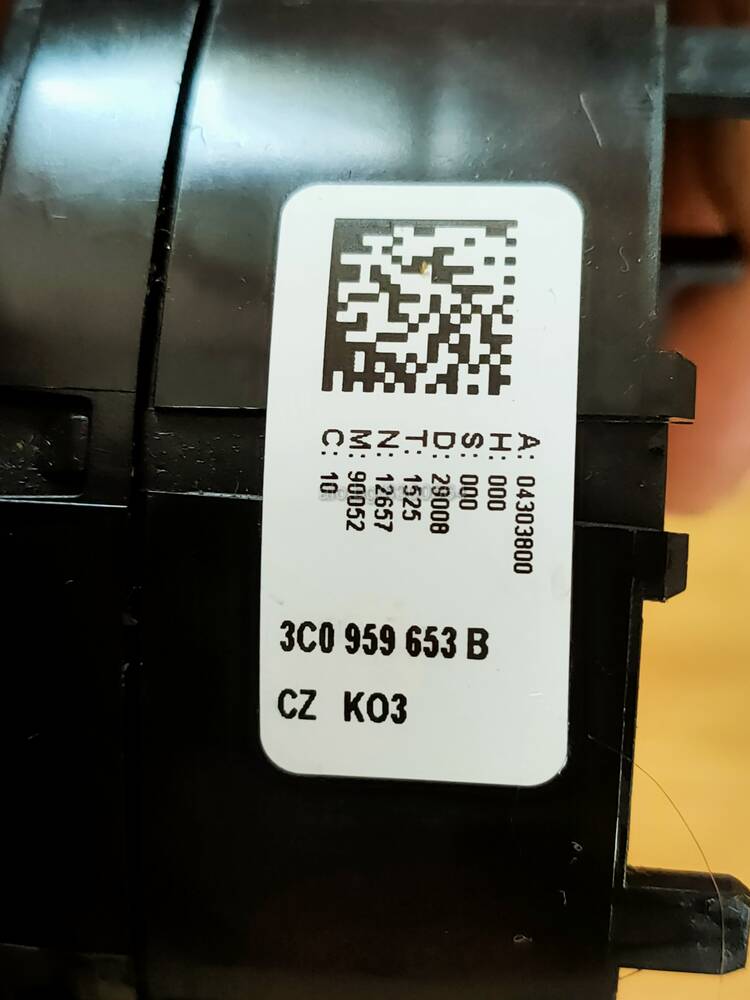 A: 04303800
H: 000
S: 000
D: 29008
T: 1525
N: 12657
M: 90052
C: 10
3C0 959 653 B
CZ KO3